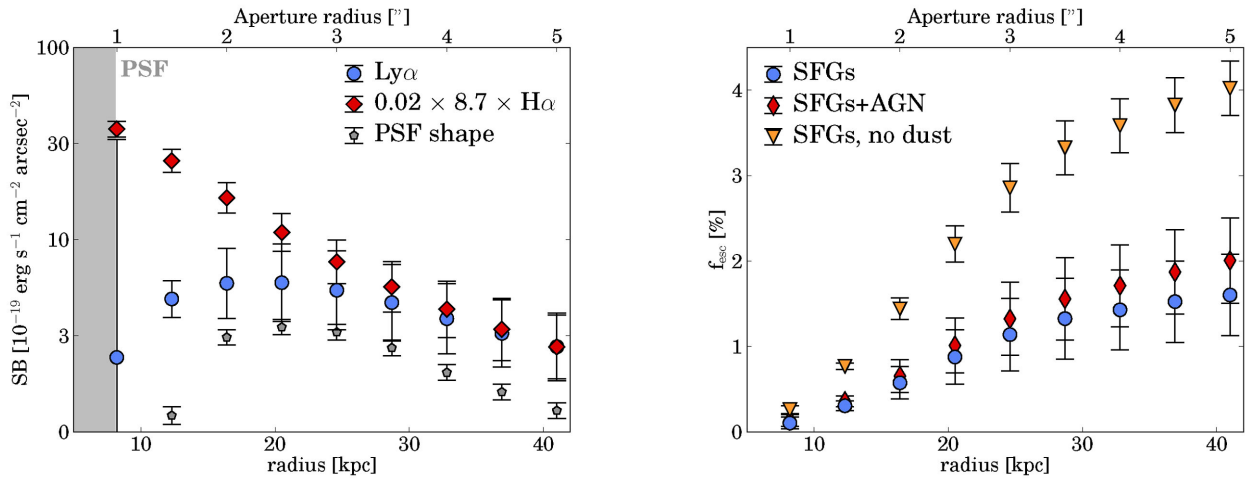 Aperture radius ["]
1 2 3 4 5
100
30
10
3
0
SB [10⁻¹⁹ erg s⁻¹ cm⁻² arcsec⁻²]
PSF
Lyα
0.02 × 8.7 × Hα
PSF shape
10 20 30 40
radius [kpc]
Aperture radius ["]
1 2 3 4 5
4
3
2
1
0
f_esc [%]
SFGs
SFGs+AGN
SFGs, no dust
10 20 30 40
radius [kpc]